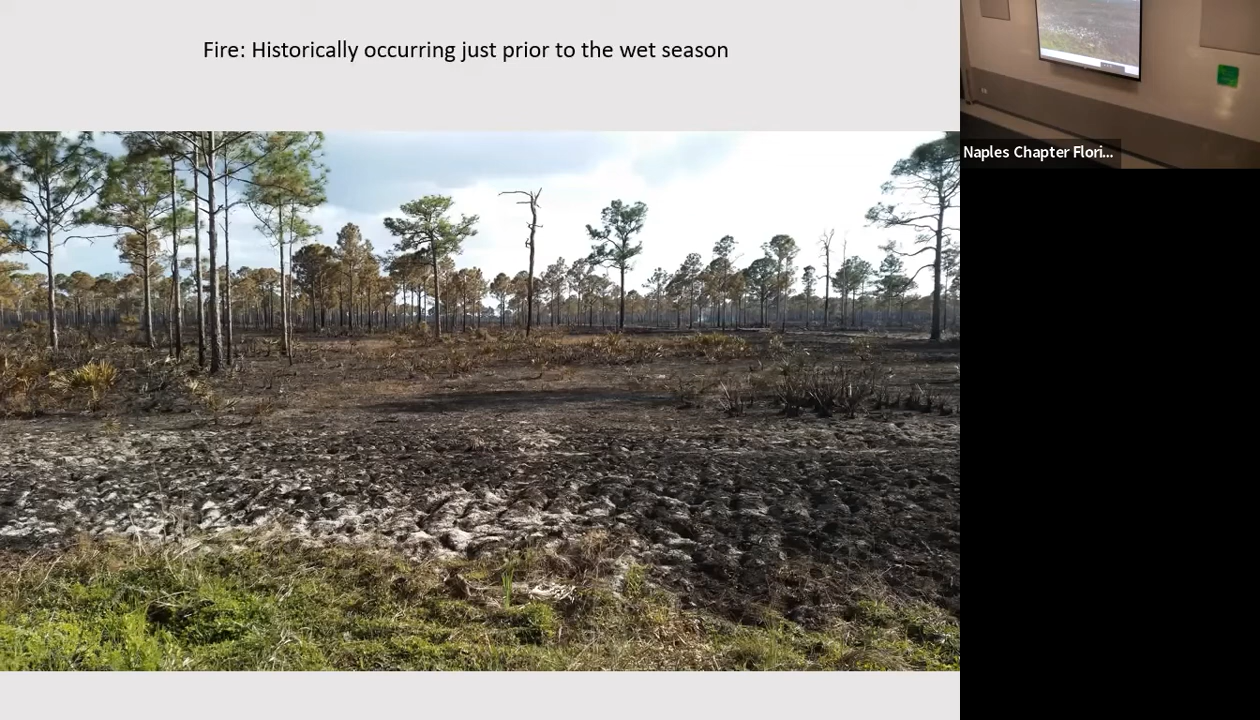 Fire: Historically occurring just prior to the wet season
Naples Chapter Flori...